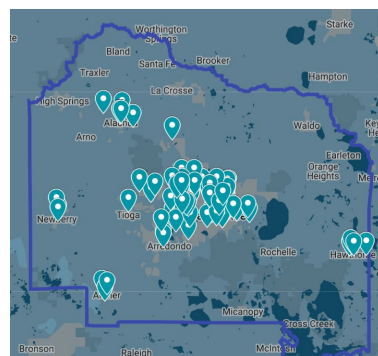 Starke
Worthington
Springs
Bland
Santa Fe
Brooker
Traxler
Hampton
La Crosse
High Springs
Waldo
Alachua
Arno
Earleton
Orange
Heights
Newberry
Tioga
Arredondo
Rochelle
Hawthorne
Archer
Micanopy
Cross Creek
Bronson
Raleigh
McIntosh